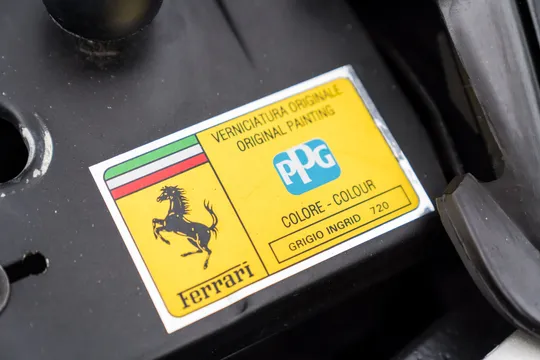 VERNICIATURA ORIGINALE
ORIGINAL PAINTING
PPG
COLORE - COLOUR
GRIGIO INGRID 720
Ferrari